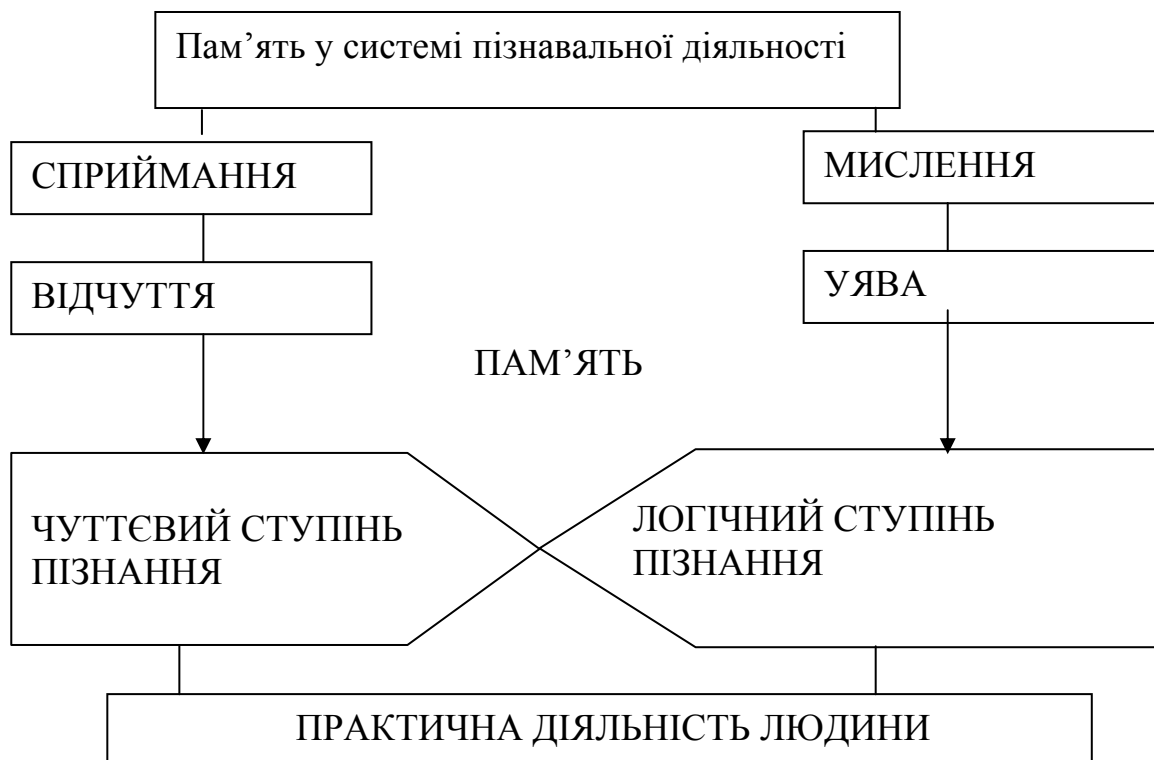 Пам’ять у системі пізнавальної діяльності
СПРИЙМАННЯ
МИСЛЕННЯ
ВІДЧУТТЯ
УЯВА
ПАМ’ЯТЬ
ЧУТТЄВИЙ СТУПІНЬ
ПІЗНАННЯ
ЛОГІЧНИЙ СТУПІНЬ
ПІЗНАННЯ
ПРАКТИЧНА ДІЯЛЬНІСТЬ ЛЮДИНИ